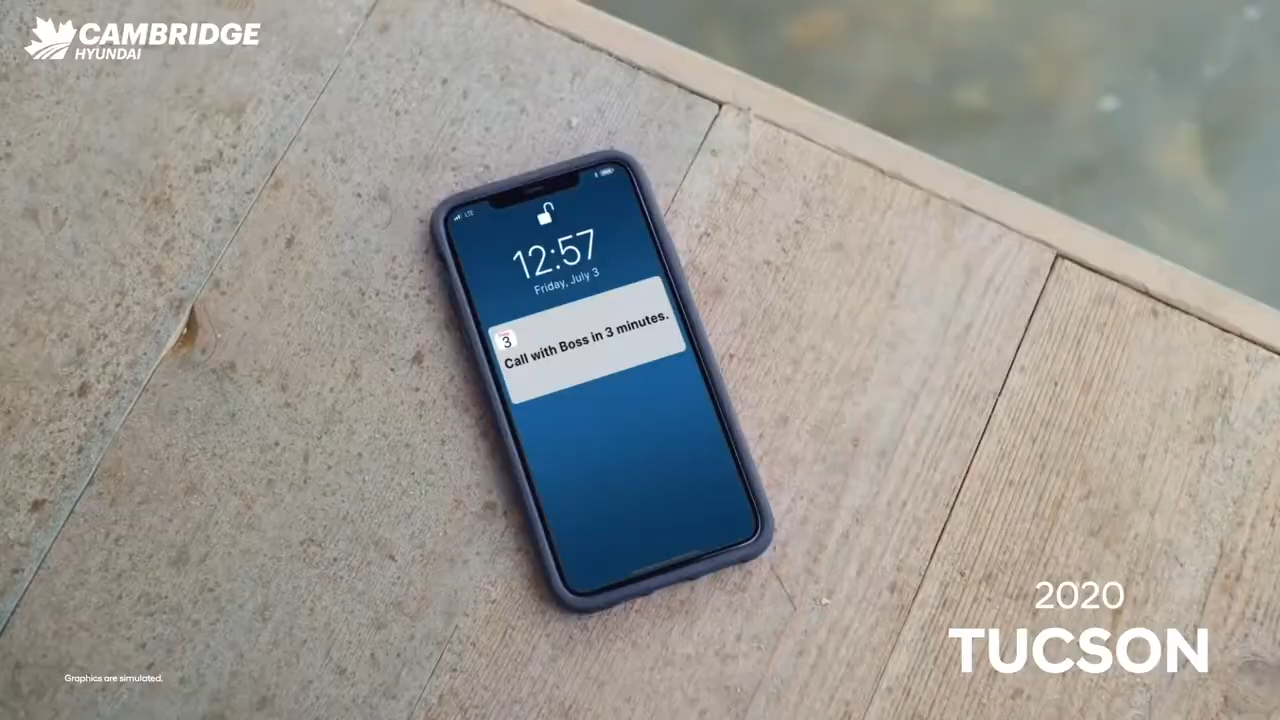 CAMBRIDGE
HYUNDAI
LTE
12:57
Friday, July 3
3
Call with Boss in 3 minutes.
2020
TUCSON
Graphics are simulated.